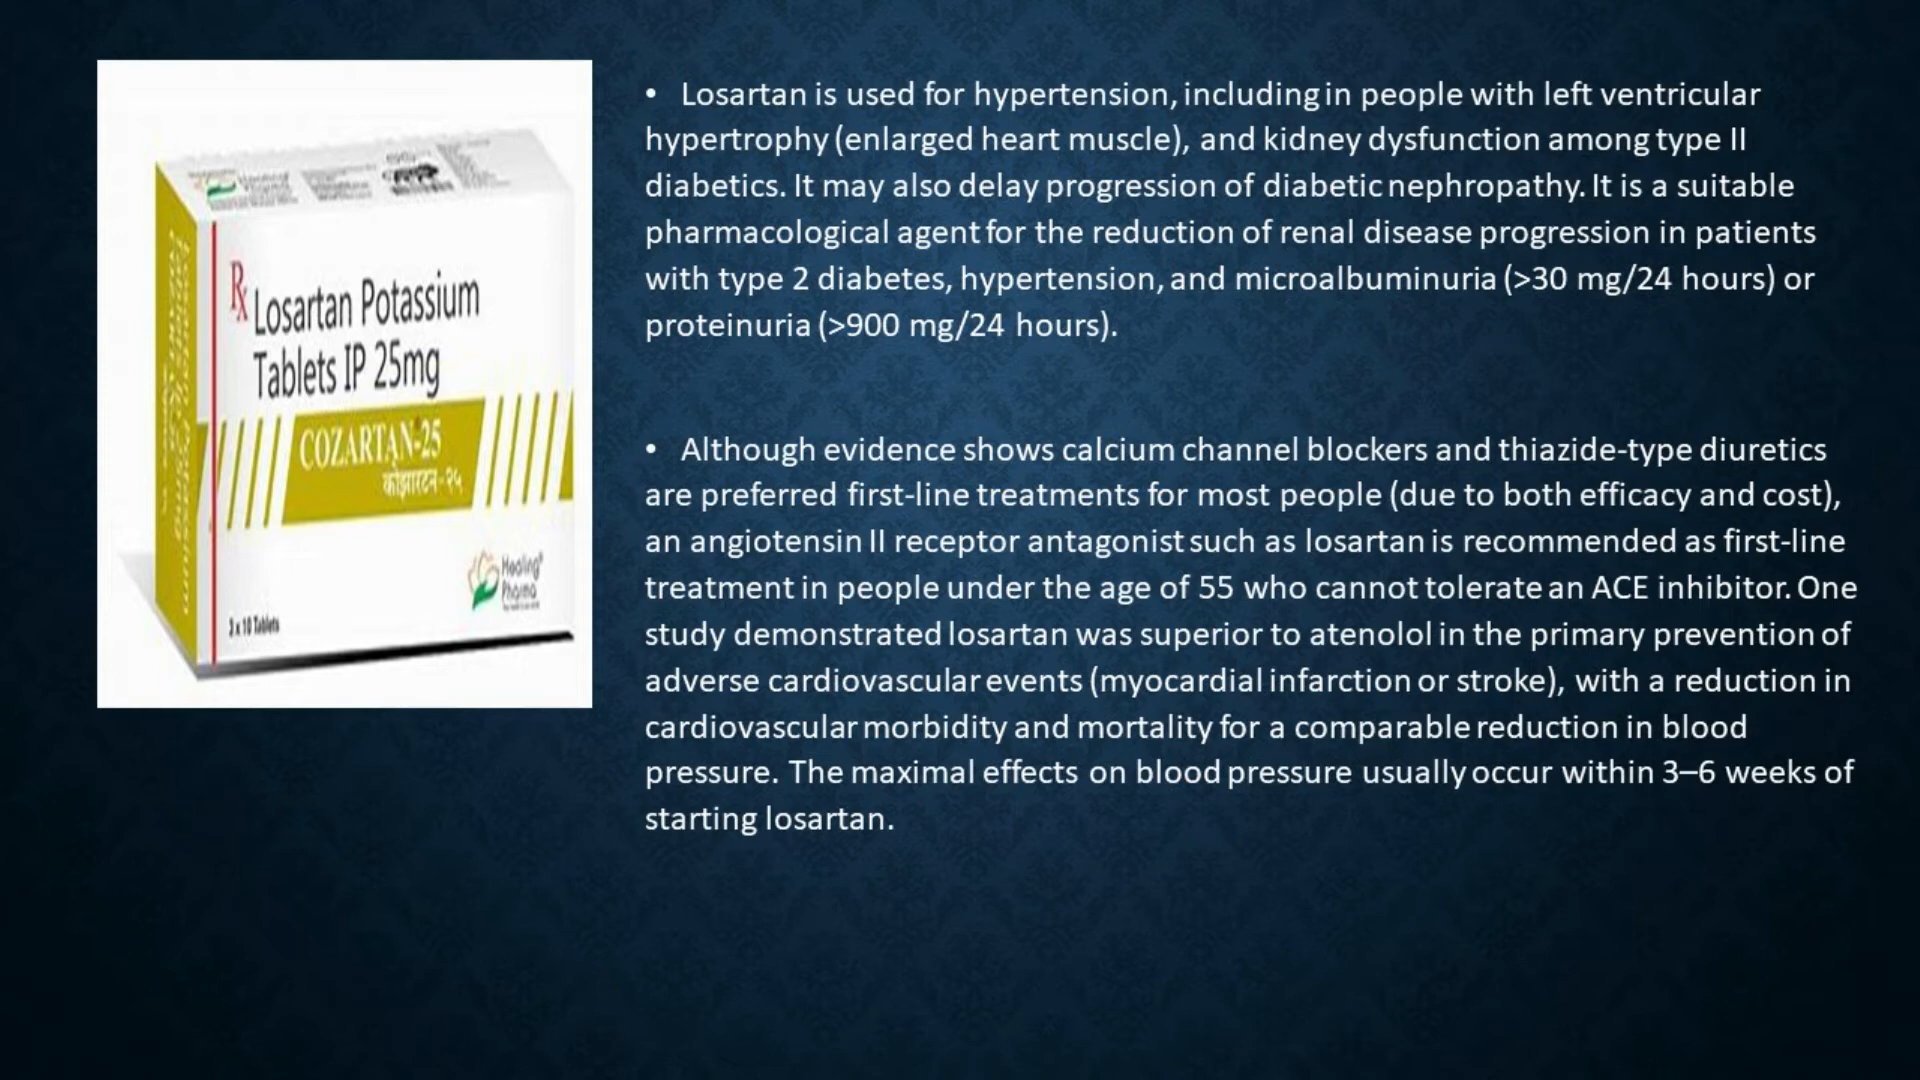 Healing
Pharma
Rx
Losartan Potassium
Tablets IP 25mg
COZARTAN-25
कोझारटन-२५
Healing®
Pharma
3 x 10 Tablets
• Losartan is used for hypertension, including in people with left ventricular
hypertrophy (enlarged heart muscle), and kidney dysfunction among type II
diabetics. It may also delay progression of diabetic nephropathy. It is a suitable
pharmacological agent for the reduction of renal disease progression in patients
with type 2 diabetes, hypertension, and microalbuminuria (>30 mg/24 hours) or
proteinuria (>900 mg/24 hours).
• Although evidence shows calcium channel blockers and thiazide-type diuretics
are preferred first-line treatments for most people (due to both efficacy and cost),
an angiotensin II receptor antagonist such as losartan is recommended as first-line
treatment in people under the age of 55 who cannot tolerate an ACE inhibitor. One
study demonstrated losartan was superior to atenolol in the primary prevention of
adverse cardiovascular events (myocardial infarction or stroke), with a reduction in
cardiovascular morbidity and mortality for a comparable reduction in blood
pressure. The maximal effects on blood pressure usually occur within 3–6 weeks of
starting losartan.